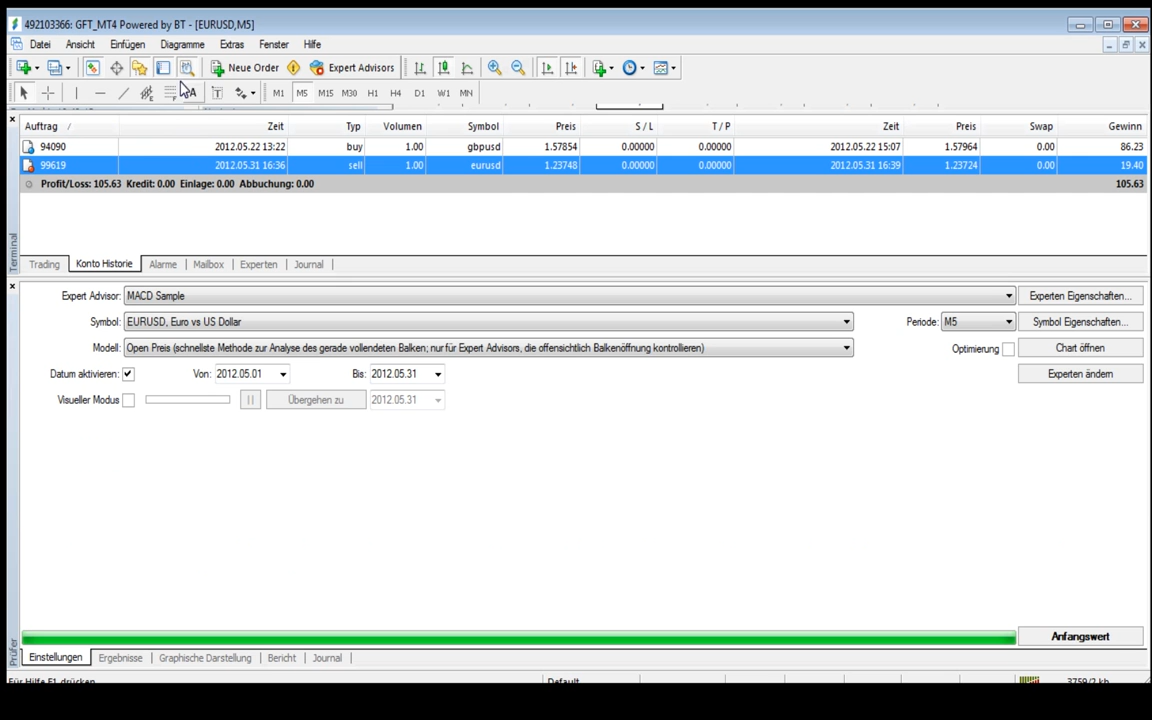 492103366: GFT_MT4 Powered by BT - [EURUSD,M5]
Datei Ansicht Einfügen Diagramme Extras Fenster Hilfe
Neue Order Expert Advisors
A T M1 M5 M15 M30 H1 H4 D1 W1 MN
Auftrag / Zeit Typ Volumen Symbol Preis S / L T / P Zeit Preis Swap Gewinn
94090 2012.05.22 13:22 buy 1.00 gbpusd 1.57854 0.00000 0.00000 2012.05.22 15:07 1.57964 0.00 86.23
99619 2012.05.31 16:36 sell 1.00 eurusd 1.23748 0.00000 0.00000 2012.05.31 16:39 1.23724 0.00 19.40
Profit/Loss: 105.63 Kredit: 0.00 Einlage: 0.00 Abbuchung: 0.00 105.63
Terminal
Trading Konto Historie Alarme Mailbox Experten Journal
Expert Advisor: MACD Sample Experten Eigenschaften...
Symbol: EURUSD, Euro vs US Dollar Periode: M5 Symbol Eigenschaften...
Modell: Open Preis (schnellste Methode zur Analyse des gerade vollendeten Balken; nur für Expert Advisors, die offensichtlich Balkenöffnung kontrollieren) Optimierung Chart öffnen
Datum aktivieren: Von: 2012.05.01 Bis: 2012.05.31 Experten ändern
Visueller Modus Übergehen zu 2012.05.31
Anfangswert
Prüfer
Einstellungen Ergebnisse Graphische Darstellung Bericht Journal
Für Hilfe F1 drücken Default 3759/2 kb